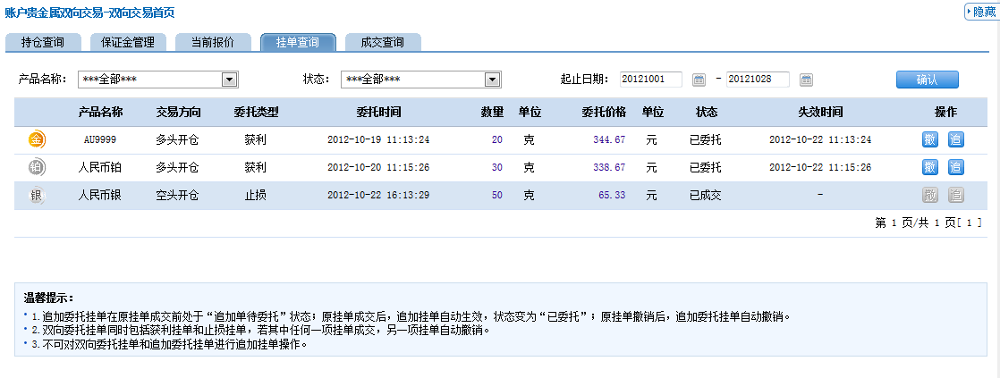 账户贵金属双向交易-双向交易首页
隐藏
持仓查询 保证金管理 当前报价 挂单查询 成交查询
产品名称： ***全部*** 状态： ***全部*** 起止日期： 20121001 - 20121028 确认
产品名称 交易方向 委托类型 委托时间 数量 单位 委托价格 单位 状态 失效时间 操作
金 AU9999 多头开仓 获利 2012-10-19 11:13:24 20 克 344.67 元 已委托 2012-10-22 11:13:24 撤 追
铂 人民币铂 多头开仓 获利 2012-10-20 11:15:26 30 克 338.67 元 已委托 2012-10-22 11:15:26 撤 追
银 人民币银 空头开仓 止损 2012-10-22 16:13:29 50 克 65.33 元 已成交 - 撤 追
第 1 页/共 1 页[ 1 ]
温馨提示：
1. 追加委托挂单在原挂单成交前处于“追加单待委托”状态；原挂单成交后，追加挂单自动生效，状态变为“已委托”；原挂单撤销后，追加委托挂单自动撤销。
2. 双向委托挂单同时包括获利挂单和止损挂单，若其中任何一项挂单成交，另一项挂单自动撤销。
3. 不可对双向委托挂单和追加委托挂单进行追加挂单操作。